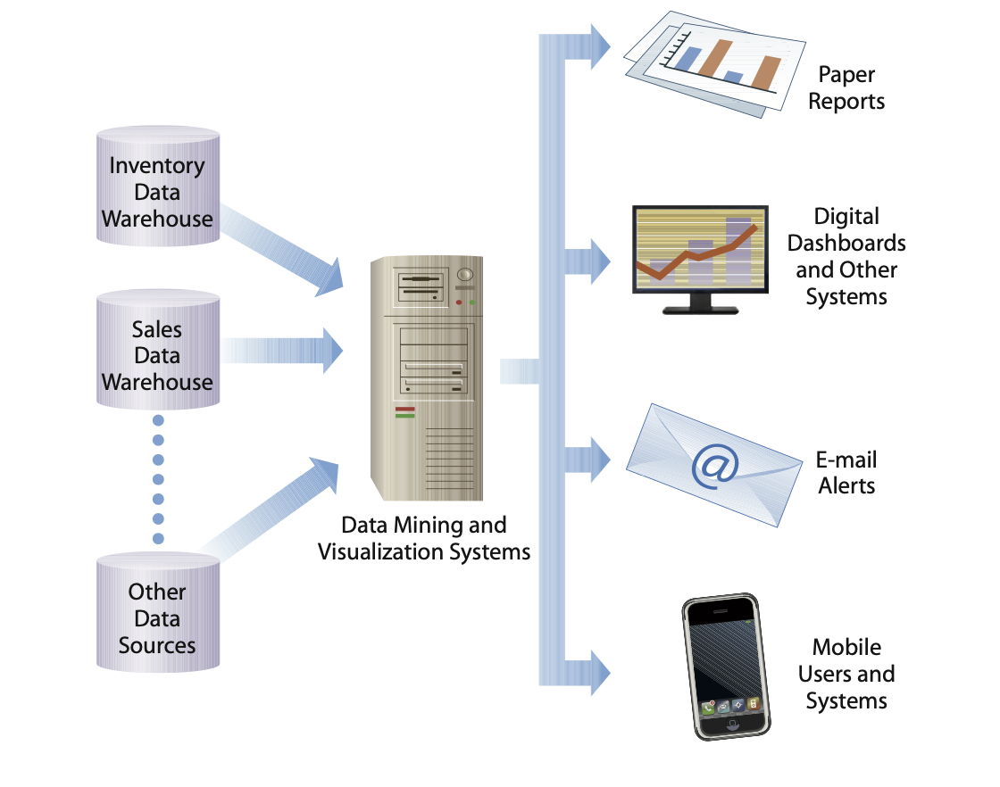 Inventory
Data
Warehouse
Sales
Data
Warehouse
Other
Data
Sources
Data Mining and
Visualization Systems
Paper
Reports
Digital
Dashboards
and Other
Systems
@
E-mail
Alerts
Mobile
Users and
Systems